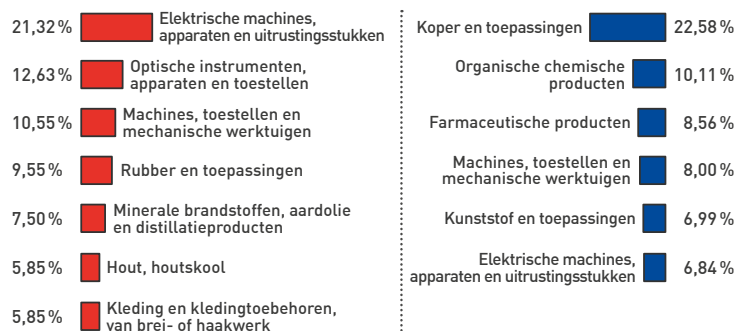 21,32 % Elektrische machines,
apparaten en uitrustingsstukken
12,63 % Optische instrumenten,
apparaten en toestellen
10,55 % Machines, toestellen en
mechanische werktuigen
9,55 % Rubber en toepassingen
7,50 % Minerale brandstoffen, aardolie
en distillatieproducten
5,85 % Hout, houtskool
5,85 % Kleding en kledingtoebehoren,
van brei- of haakwerk
Koper en toepassingen 22,58 %
Organische chemische
producten 10,11 %
Farmaceutische producten 8,56 %
Machines, toestellen en
mechanische werktuigen 8,00 %
Kunststof en toepassingen 6,99 %
Elektrische machines,
apparaten en uitrustingsstukken 6,84 %